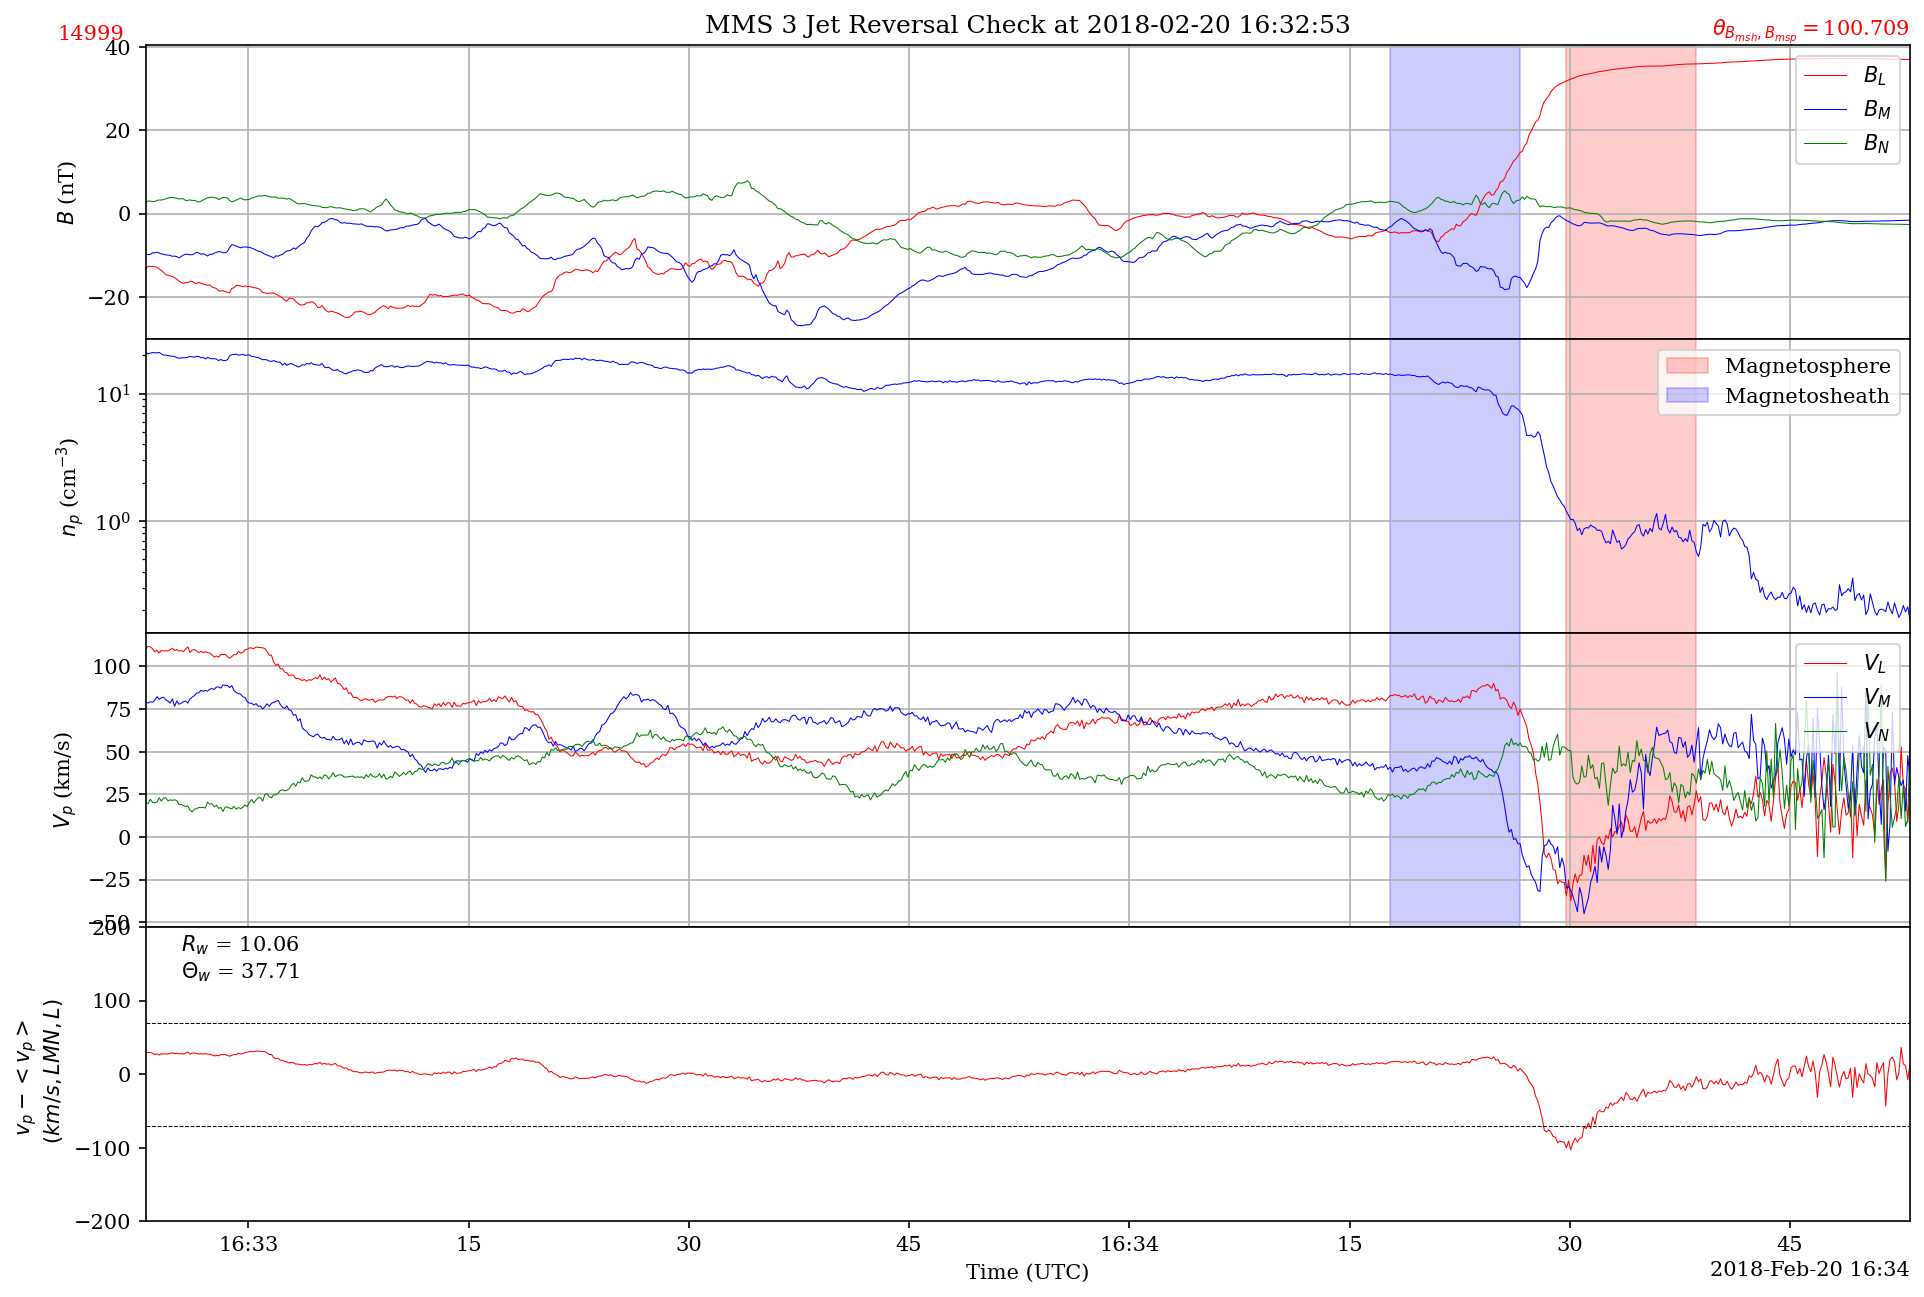 MMS 3 Jet Reversal Check at 2018-02-20 16:32:53
14999
θ_{B_{msh}, B_{msp}} = 100.709
40
20
0
−20
B (nT)
B_L
B_M
B_N
10^1
10^0
n_p (cm^{−3})
Magnetosphere
Magnetosheath
100
75
50
25
0
−25
−50
V_p (km/s)
V_L
V_M
V_N
200
100
0
−100
−200
v_p − < v_p >
(km/s, LMN, L)
R_w = 10.06
Θ_w = 37.71
16:33 15 30 45 16:34 15 30 45
Time (UTC)
2018-Feb-20 16:34